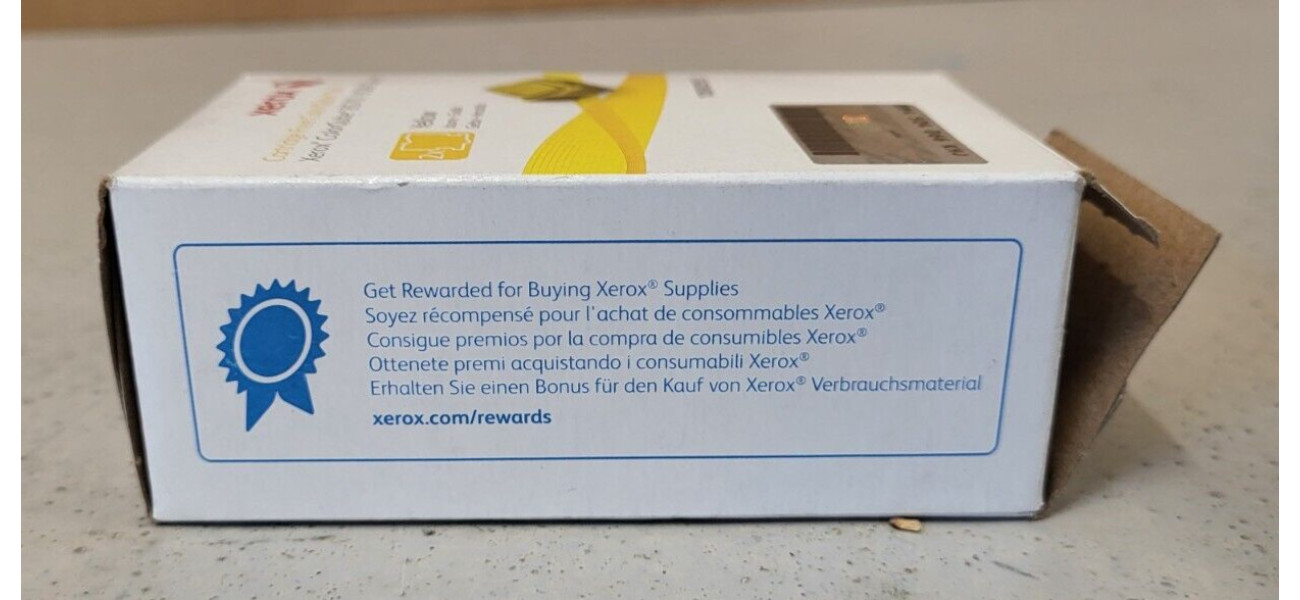 xerox
Yellow
Get Rewarded for Buying Xerox® Supplies
Soyez récompensé pour l'achat de consommables Xerox®
Consigue premios por la compra de consumibles Xerox®
Ottenete premi acquistando i consumabili Xerox®
Erhalten Sie einen Bonus für den Kauf von Xerox® Verbrauchsmaterial
xerox.com/rewards